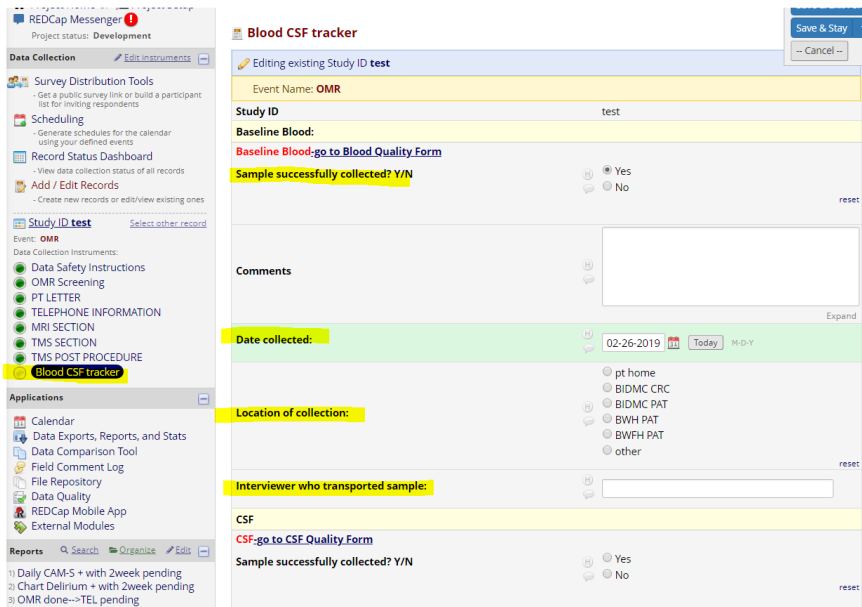 Project Home
Project Setup
REDCap Messenger
Project status: Development
Data Collection
Edit instruments
Survey Distribution Tools
- Get a public survey link or build a participant
list for inviting respondents
Scheduling
- Generate schedules for the calendar
using your defined events
Record Status Dashboard
- View data collection status of all records
Add / Edit Records
- Create new records or edit/view existing ones
Study ID test
Select other record
Event: OMR
Data Collection Instruments:
Data Safety Instructions
OMR Screening
PT LETTER
TELEPHONE INFORMATION
MRI SECTION
TMS SECTION
TMS POST PROCEDURE
Blood CSF tracker
Applications
Calendar
Data Exports, Reports, and Stats
Data Comparison Tool
Field Comment Log
File Repository
Data Quality
REDCap Mobile App
External Modules
Reports
Search
Organize
Edit
1) Daily CAM-S + with 2week pending
2) Chart Delirium + with 2week pending
3) OMR done-->TEL pending
Blood CSF tracker
Save & Stay
-- Cancel --
Editing existing Study ID test
Event Name: OMR
Study ID
test
Baseline Blood:
Baseline Blood-go to Blood Quality Form
Sample successfully collected? Y/N
Yes
No
reset
Comments
Expand
Date collected:
02-26-2019
Today
M-D-Y
Location of collection:
pt home
BIDMC CRC
BIDMC PAT
BWH PAT
BWFH PAT
other
reset
Interviewer who transported sample:
CSF
CSF-go to CSF Quality Form
Sample successfully collected? Y/N
Yes
No
reset